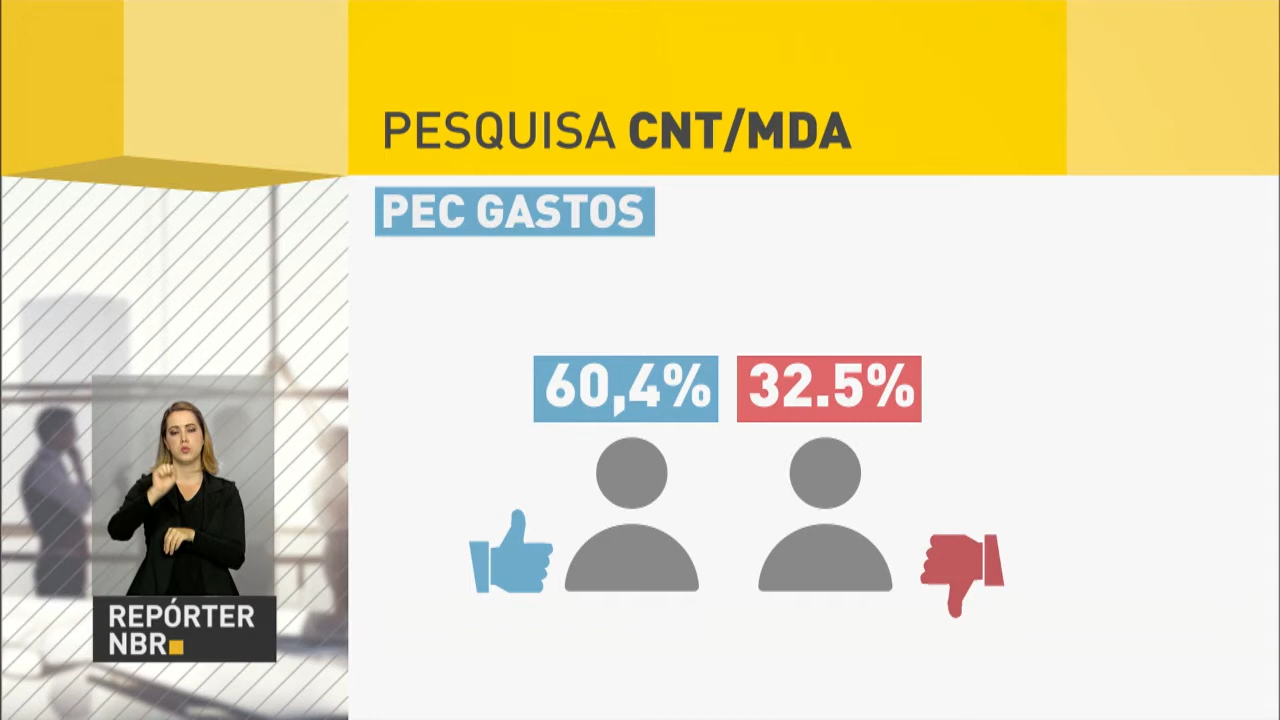 PESQUISA CNT/MDA
PEC GASTOS
60,4% 32.5%
REPÓRTER
NBR